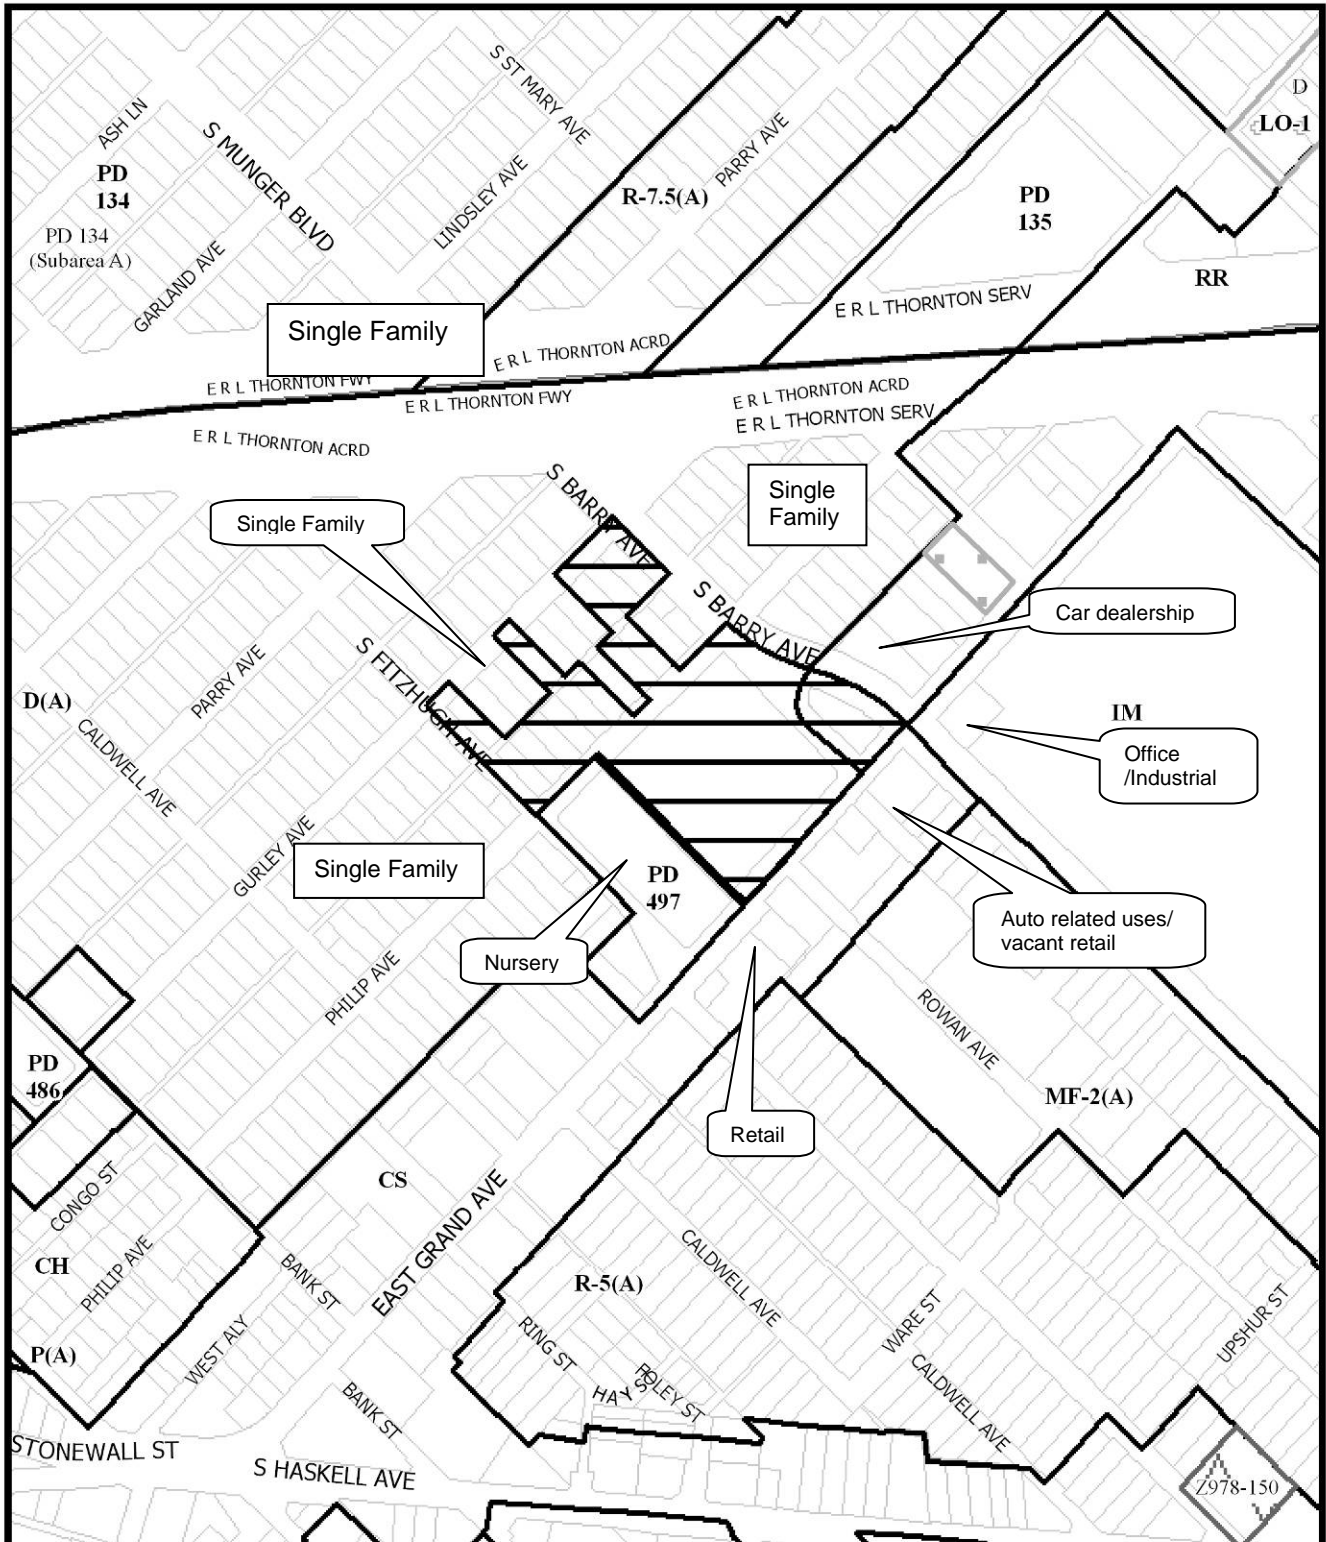 S ST MARY AVE
D
LO-1
ASH LN
S MUNGER BLVD
PARRY AVE
PD
134
LINDSLEY AVE
R-7.5(A)
PD
135
PD 134
(Subarea A)
GARLAND AVE
RR
E R L THORNTON SERV
Single Family
E R L THORNTON ACRD
E R L THORNTON FWY
E R L THORNTON FWY
E R L THORNTON ACRD
E R L THORNTON SERV
E R L THORNTON ACRD
S BARRY AVE
Single
Family
Single Family
S BARRY AVE
Car dealership
S FITZHUGH AVE
PARRY AVE
D(A)
CALDWELL AVE
IM
Office
/Industrial
GURLEY AVE
Single Family
PD
497
Auto related uses/
vacant retail
Nursery
PHILIP AVE
ROWAN AVE
PD
486
MF-2(A)
Retail
CONGO ST
CS
EAST GRAND AVE
PHILIP AVE
CH
BANK ST
R-5(A)
CALDWELL AVE
WARE ST
UPSHUR ST
RING ST
WEST ALY
P(A)
HAY ST
FOLEY ST
CALDWELL AVE
BANK ST
STONEWALL ST
S HASKELL AVE
Z978-150